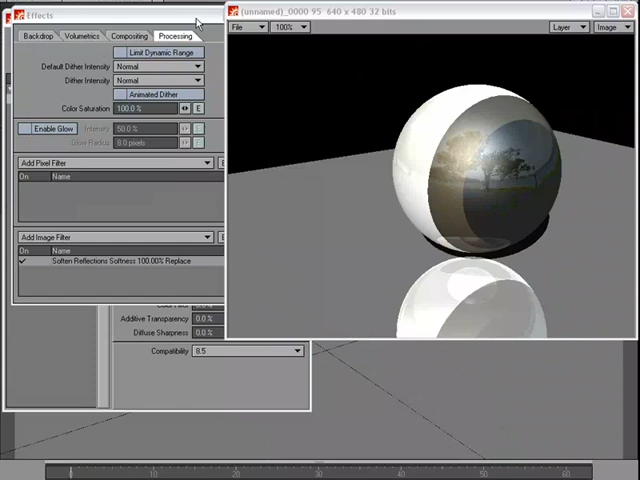 Effects
(unnamed)_0000 95 640 x 480 32 bits
File 100% Layer Image
Backdrop Volumetrics Compositing Processing
Limit Dynamic Range
Default Dither Intensity Normal
Dither Intensity Normal
Animated Dither
Color Saturation 100.0 % E
Enable Glow Intensity 50.0 % E
Glow Radius 8.0 pixels
Add Pixel Filter
On Name
Add Image Filter
On Name
Soften Reflections Softness 100.00% Replace
Additive Transparency 0.0 %
Diffuse Sharpness 0.0 %
Compatibility 8.5
0 10 20 30 40 50 60